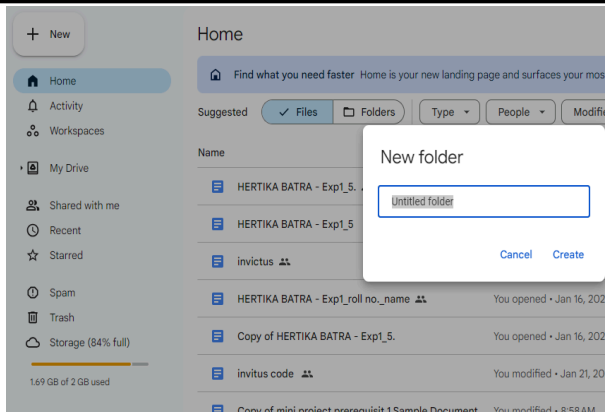 New
Home
Activity
Workspaces
My Drive
Shared with me
Recent
Starred
Spam
Trash
Storage (84% full)
1.69 GB of 2 GB used
Home
Find what you need faster Home is your new landing page and surfaces your mos
Suggested Files Folders Type People Modifie
Name
HERTIKA BATRA - Exp1_5.
HERTIKA BATRA - Exp1_5
invictus
HERTIKA BATRA - Exp1_roll no._name You opened • Jan 16, 202
Copy of HERTIKA BATRA - Exp1_5. You opened • Jan 16, 202
invitus code You modified • Jan 21, 20
Copy of mini project prerequisit 1 Sample Document You modified • 8:58 AM
New folder
Untitled folder
Cancel Create